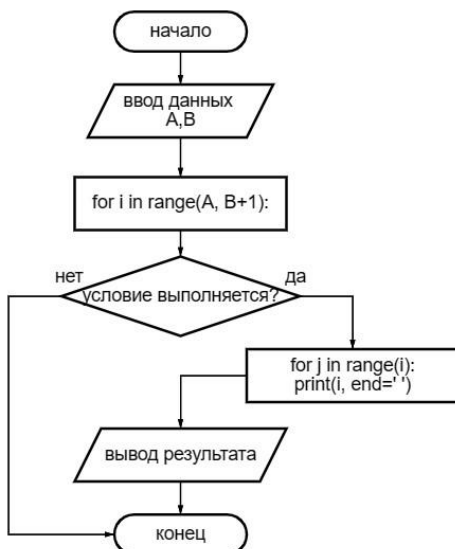 начало
ввод данных
A,B
for i in range(A, B+1):
нет
да
условие выполняется?
for j in range(i):
print(i, end=' ')
вывод результата
конец